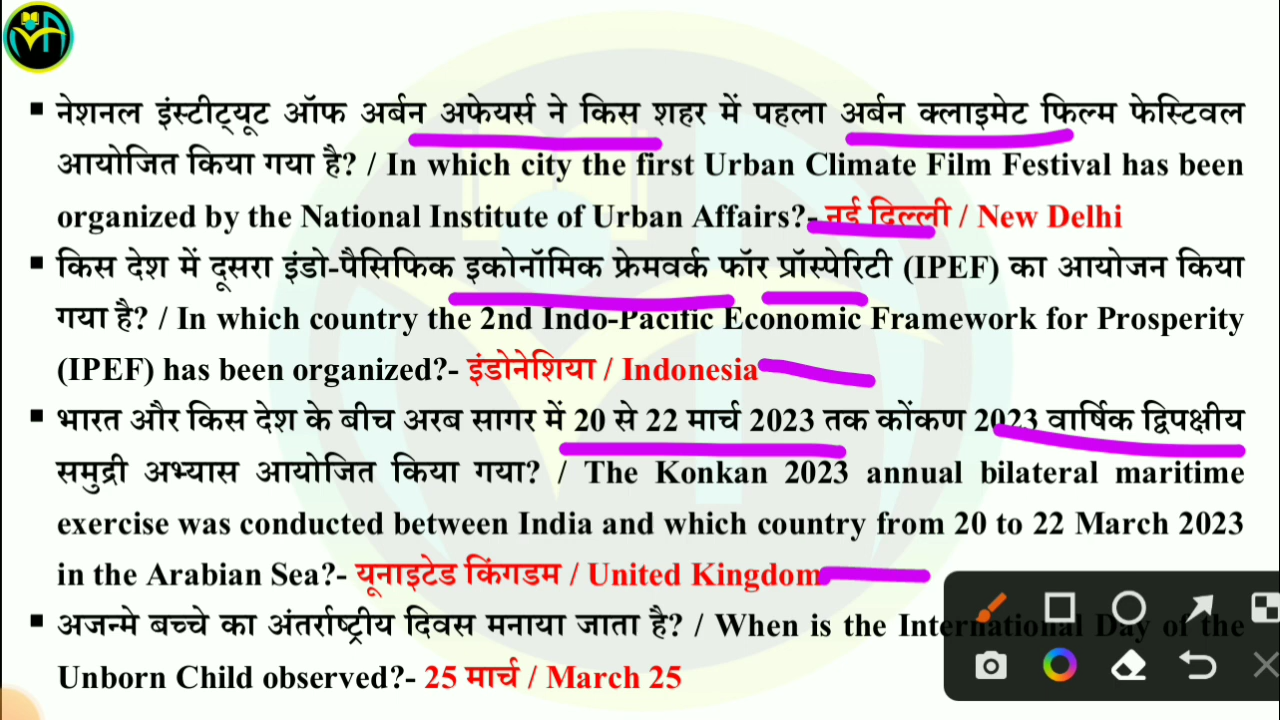 ▪ नेशनल इंस्टीट्यूट ऑफ अर्बन अफेयर्स ने किस शहर में पहला अर्बन क्लाइमेट फिल्म फेस्टिवल
आयोजित किया गया है? / In which city the first Urban Climate Film Festival has been
organized by the National Institute of Urban Affairs?- नई दिल्ली / New Delhi
▪ किस देश में दूसरा इंडो-पैसिफिक इकोनॉमिक फ्रेमवर्क फॉर प्रॉस्पेरिटी (IPEF) का आयोजन किया
गया है? / In which country the 2nd Indo-Pacific Economic Framework for Prosperity
(IPEF) has been organized?- इंडोनेशिया / Indonesia
▪ भारत और किस देश के बीच अरब सागर में 20 से 22 मार्च 2023 तक कोंकण 2023 वार्षिक द्विपक्षीय
समुद्री अभ्यास आयोजित किया गया? / The Konkan 2023 annual bilateral maritime
exercise was conducted between India and which country from 20 to 22 March 2023
in the Arabian Sea?- यूनाइटेड किंगडम / United Kingdom
▪ अजन्मे बच्चे का अंतर्राष्ट्रीय दिवस मनाया जाता है? / When is the International Day of the
Unborn Child observed?- 25 मार्च / March 25